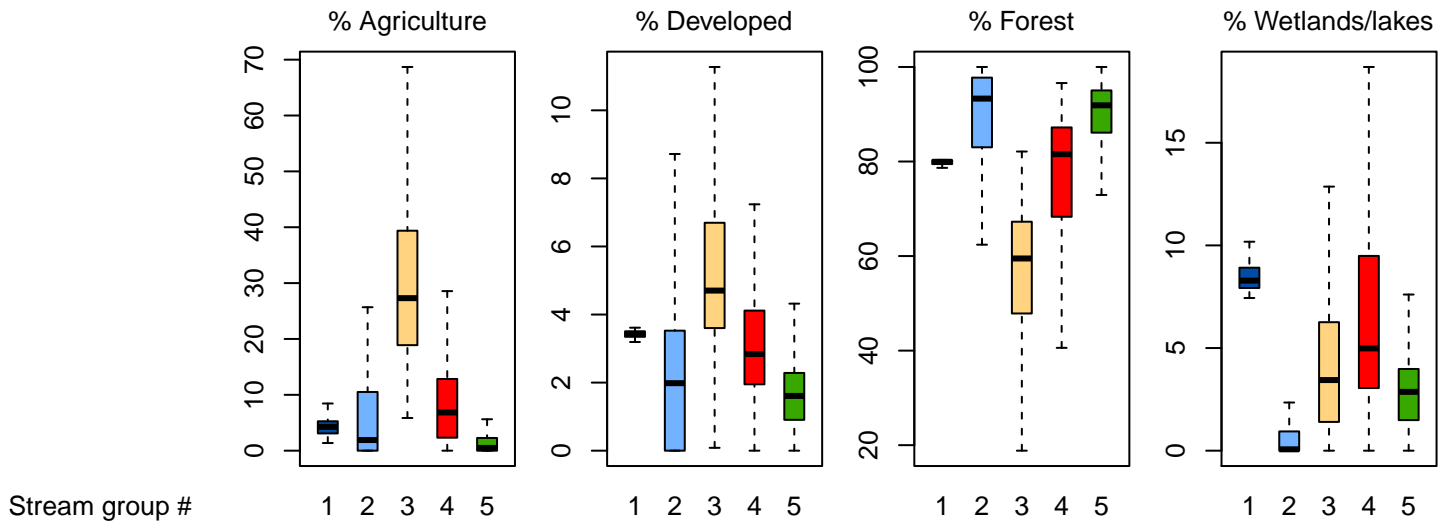 % Agriculture % Developed % Forest % Wetlands/lakes
0 10 20 30 40 50 60 70
0 2 4 6 8 10
20 40 60 80 100
0 5 10 15
Stream group # 1 2 3 4 5 1 2 3 4 5 1 2 3 4 5 1 2 3 4 5